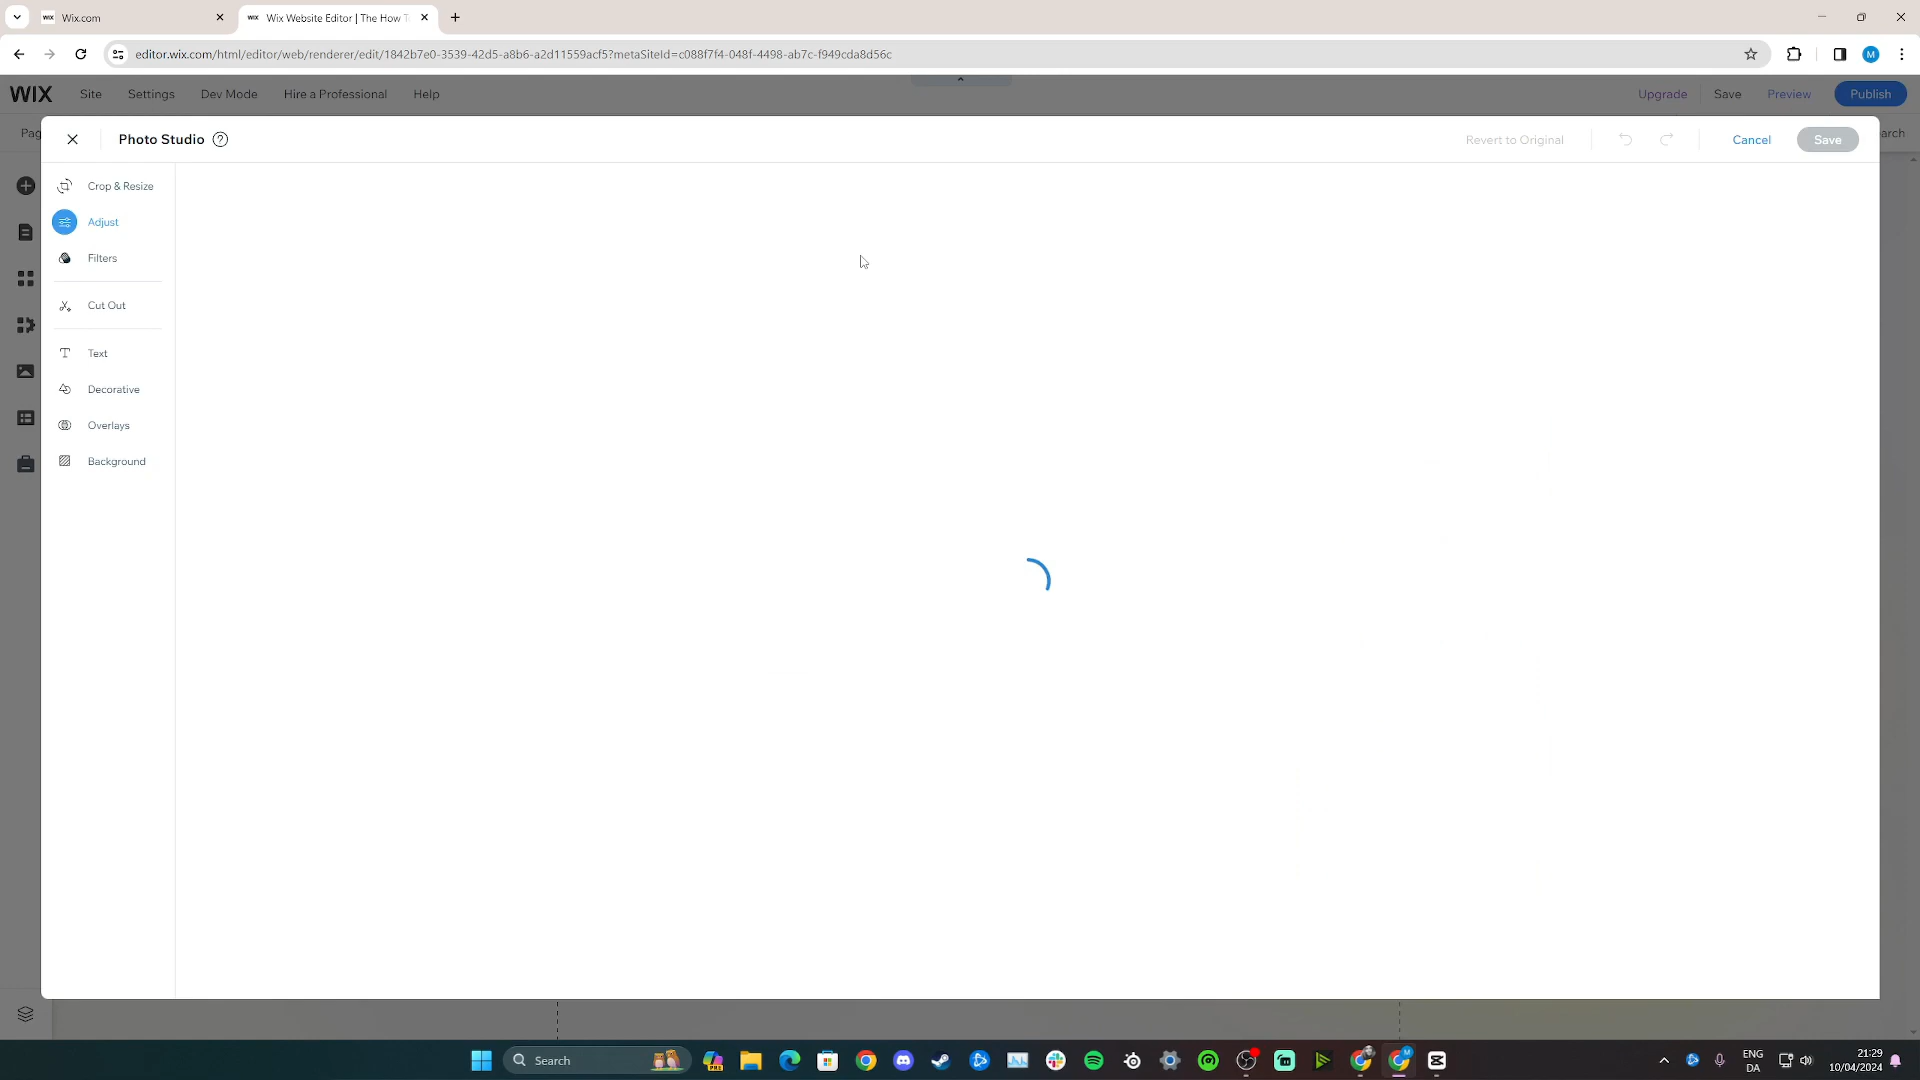 Wix.com
Wix Website Editor | The How T
editor.wix.com/html/editor/web/renderer/edit/1842b7e0-3539-42d5-a8b6-a2d11559acf5?metaSiteId=c088f7f4-048f-4498-ab7c-f949cda8d56c
M
WIX Site Settings Dev Mode Hire a Professional Help Upgrade Save Preview Publish
Pag
arch
Photo Studio ? Revert to Original Cancel Save
Crop & Resize
Adjust
Filters
Cut Out
Text
Decorative
Overlays
Background
Search
PRE
ENG
DA
21:29
10/04/2024